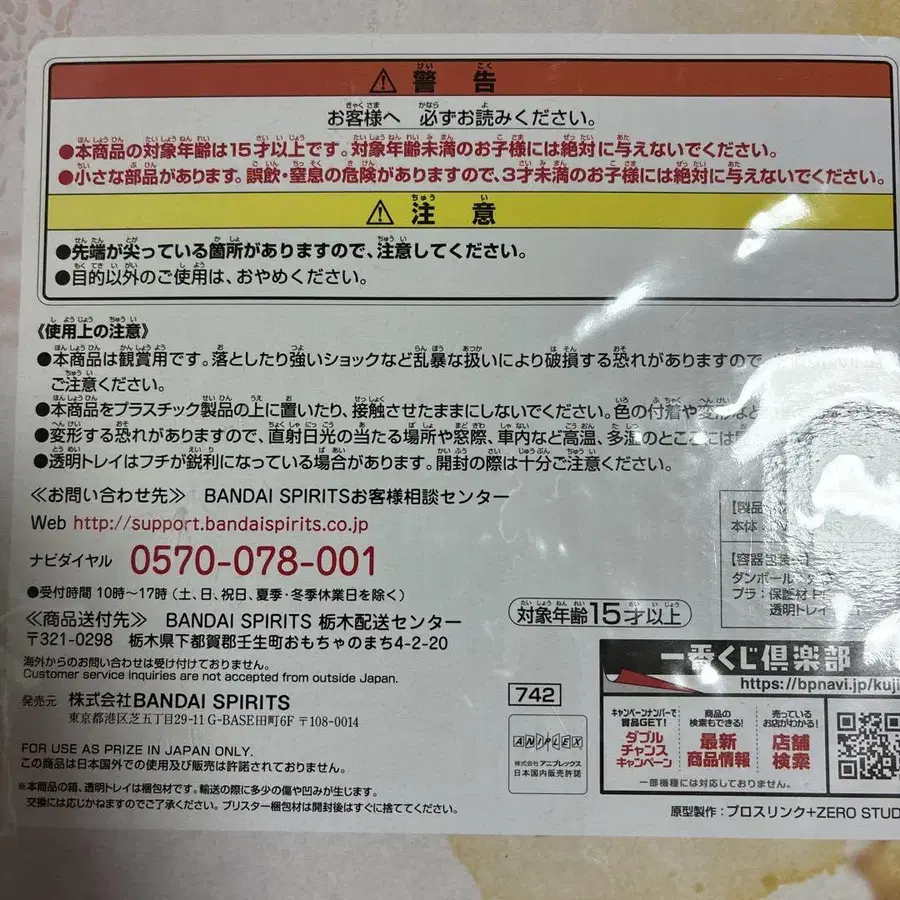 ⚠ 警告
お客様へ 必ずお読みください。
●本商品の対象年齢は15才以上です。対象年齢未満のお子様には絶対に与えないでください。
●小さな部品があります。誤飲・窒息の危険がありますので、3才未満のお子様には絶対に与えないでください。
⚠ 注意
●先端が尖っている箇所がありますので、注意してください。
●目的以外のご使用は、おやめください。
《使用上の注意》
●本商品は観賞用です。落としたり強いショックなど乱暴な扱いにより破損する恐れがありますので
ご注意ください。
●本商品をプラスチック製品の上に置いたり、接触させたままにしないでください。色の付着や変形など
●変形する恐れがありますので、直射日光の当たる場所や窓際、車内など高温、多湿のところには
●透明トレイはフチが鋭利になっている場合があります。開封の際は十分ご注意ください。
≪お問い合わせ先≫ BANDAI SPIRITSお客様相談センター
Web http://support.bandaispirits.co.jp
ナビダイヤル 0570-078-001
●受付時間 10時～17時(土、日、祝日、夏季・冬季休業日を除く)
≪商品送付先≫ BANDAI SPIRITS 栃木配送センター
〒321-0298 栃木県下都賀郡壬生町おもちゃのまち4-2-20
海外からのお問い合わせは受け付けておりません。
Customer service inquiries are not accepted from outside Japan.
発売元 株式会社BANDAI SPIRITS
東京都港区芝五丁目29-11 G-BASE田町6F 〒108-0014
FOR USE AS PRIZE IN JAPAN ONLY.
この商品は日本国外での使用及び販売は許諾されておりません。
※本商品の箱、透明トレイは梱包材です。輸送の際に多少の傷や凹みが生じます。
交換には応じかねますのでご了承ください。ブリスター梱包材は開封後はすぐに捨ててください。
【製品
本体
【容器包装
ダンボール
プラ：保護材
透明トレイ
対象年齢15才以上
742
ANIPLEX
株式会社アニプレックス
日本国内販売許諾
一番くじ倶楽部
https://bpnavi.jp/kuji
キャンペーンナンバーで
賞品GET!
ダブル
チャンス
キャンペーン
商品の
検索もできる!
最新
商品情報
売っている
お店がわかる!
店舗
検索
一部機種には対応しておりません。
原型製作：プロスリンク+ZERO STUD